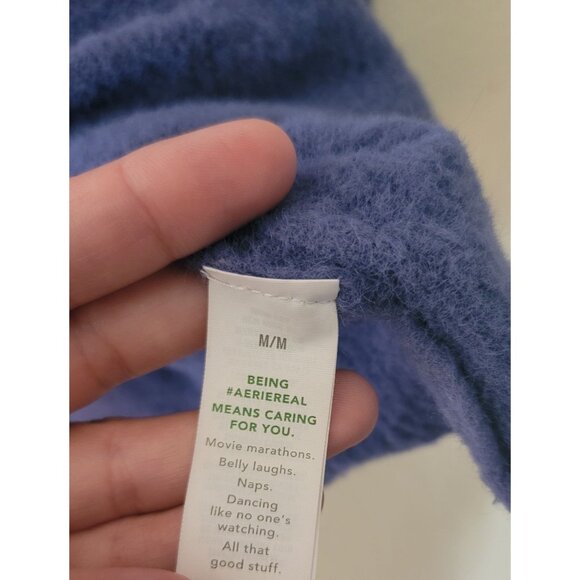 M/M
BEING
#AERIEREAL
MEANS CARING
FOR YOU.
Movie marathons.
Belly laughs.
Naps.
Dancing
like no one's
watching.
All that
good stuff.